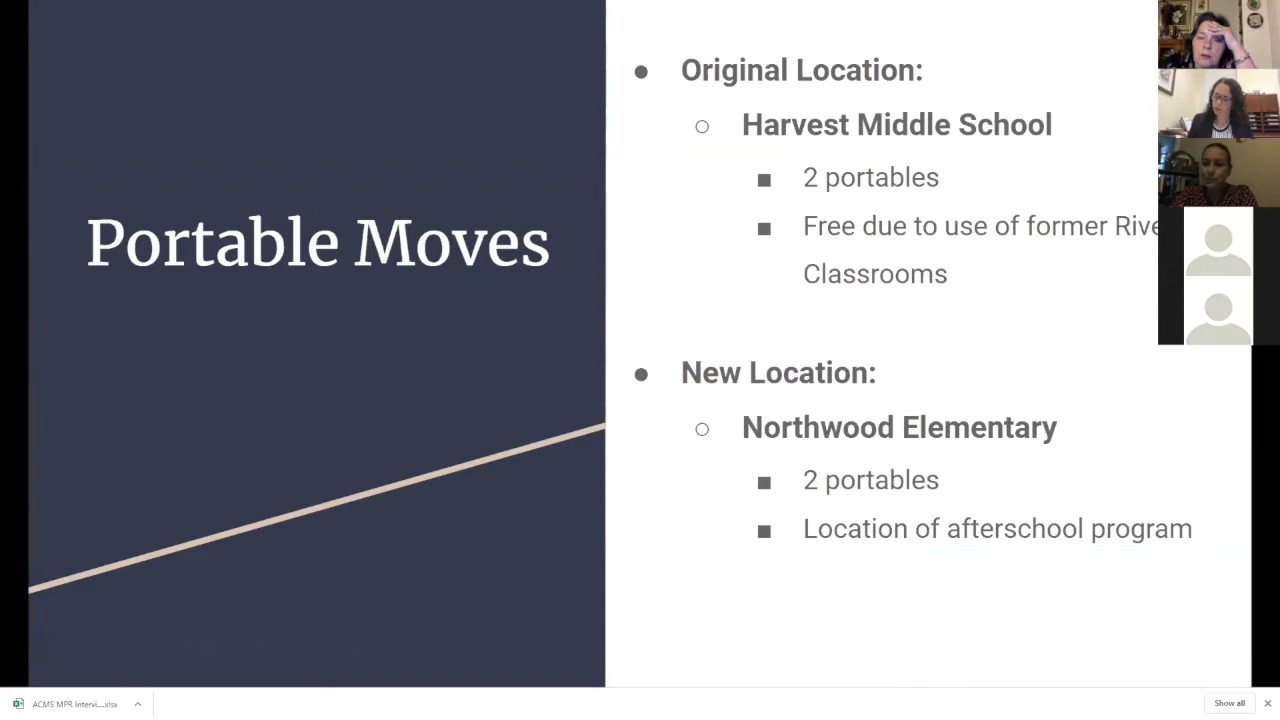 Portable Moves
Original Location:
Harvest Middle School
2 portables
Free due to use of former
Classrooms
New Location:
Northwood Elementary
2 portables
Location of afterschool program
ACMS MPR Intervi....xlsx
Show all